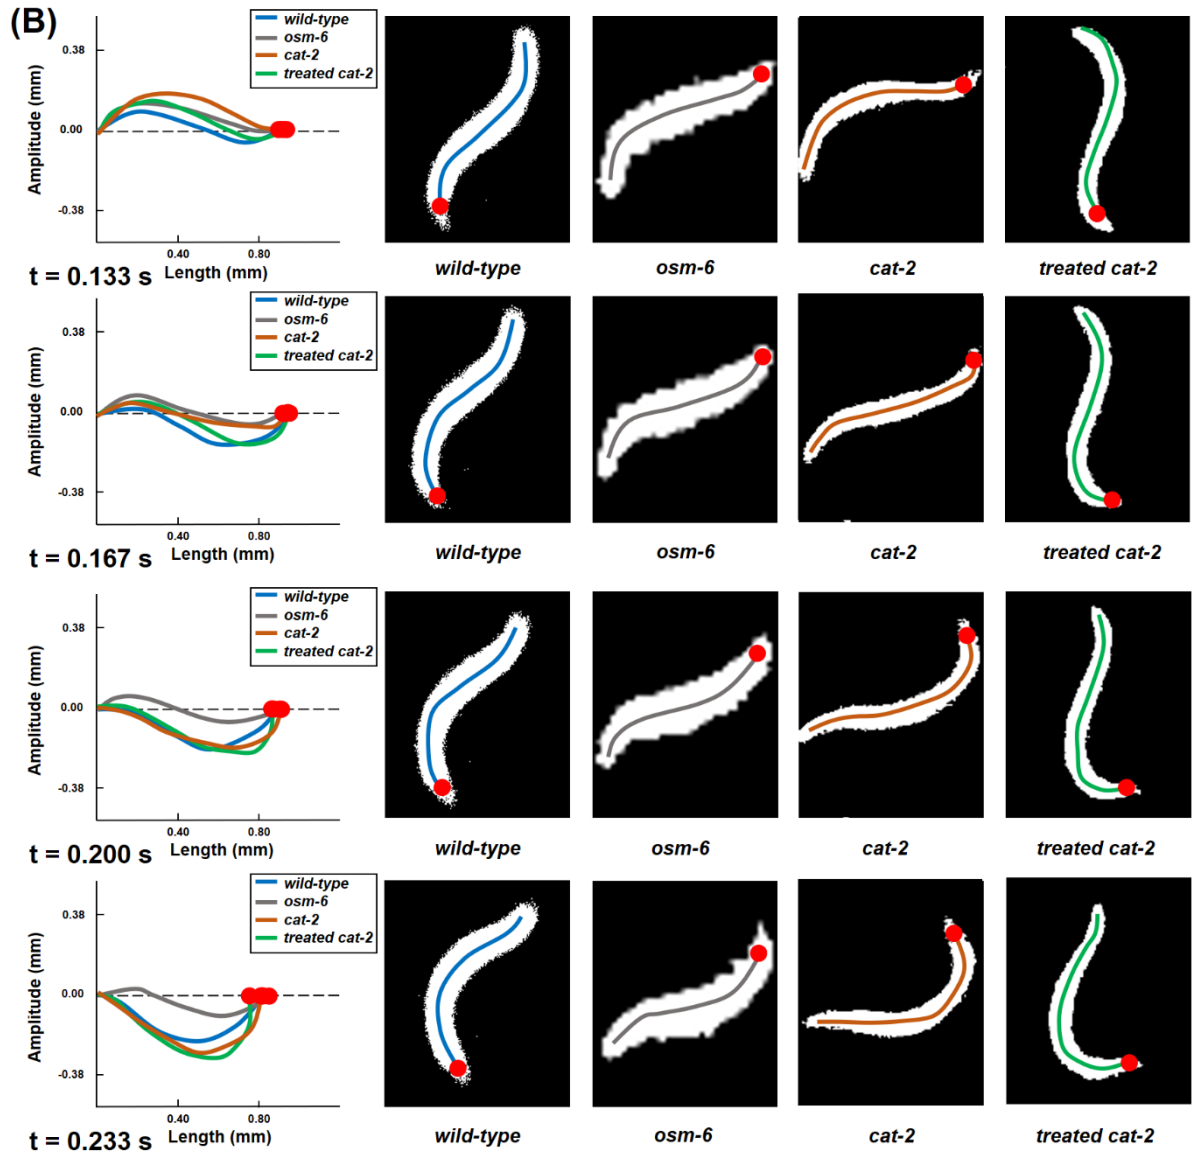 (B)
wild-type
osm-6
cat-2
treated cat-2
Amplitude (mm)
0.38
0.00
-0.38
0.40 0.80
Length (mm)
t = 0.133 s
wild-type osm-6 cat-2 treated cat-2
wild-type
osm-6
cat-2
treated cat-2
Amplitude (mm)
0.38
0.00
-0.38
0.40 0.80
Length (mm)
t = 0.167 s
wild-type osm-6 cat-2 treated cat-2
wild-type
osm-6
cat-2
treated cat-2
Amplitude (mm)
0.38
0.00
-0.38
0.40 0.80
Length (mm)
t = 0.200 s
wild-type osm-6 cat-2 treated cat-2
wild-type
osm-6
cat-2
treated cat-2
Amplitude (mm)
0.38
0.00
-0.38
0.40 0.80
Length (mm)
t = 0.233 s
wild-type osm-6 cat-2 treated cat-2